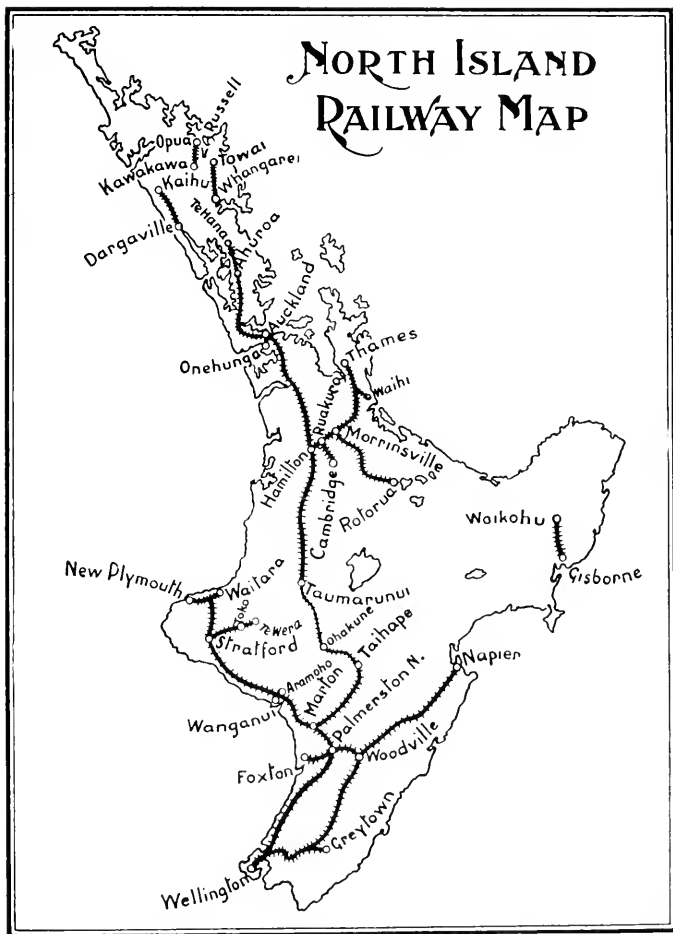 North Island
Railway Map
Russell
Opua
Towai
Kawakawa
Kaihu
Whangarei
TeHana
Dargaville
Ahuroa
Auckland
Onehunga
Thames
Waihi
Ruakura
Morrinsville
Hamilton
Cambridge
Rotorua
Waikohu
Gisborne
New Plymouth
Waitara
Toko
TeWera
Stratford
Taumarunui
Ohakune
Taihape
Napier
Aramoho
Wanganui
Marton
Palmerston N.
Woodville
Foxton
Greytown
Wellington